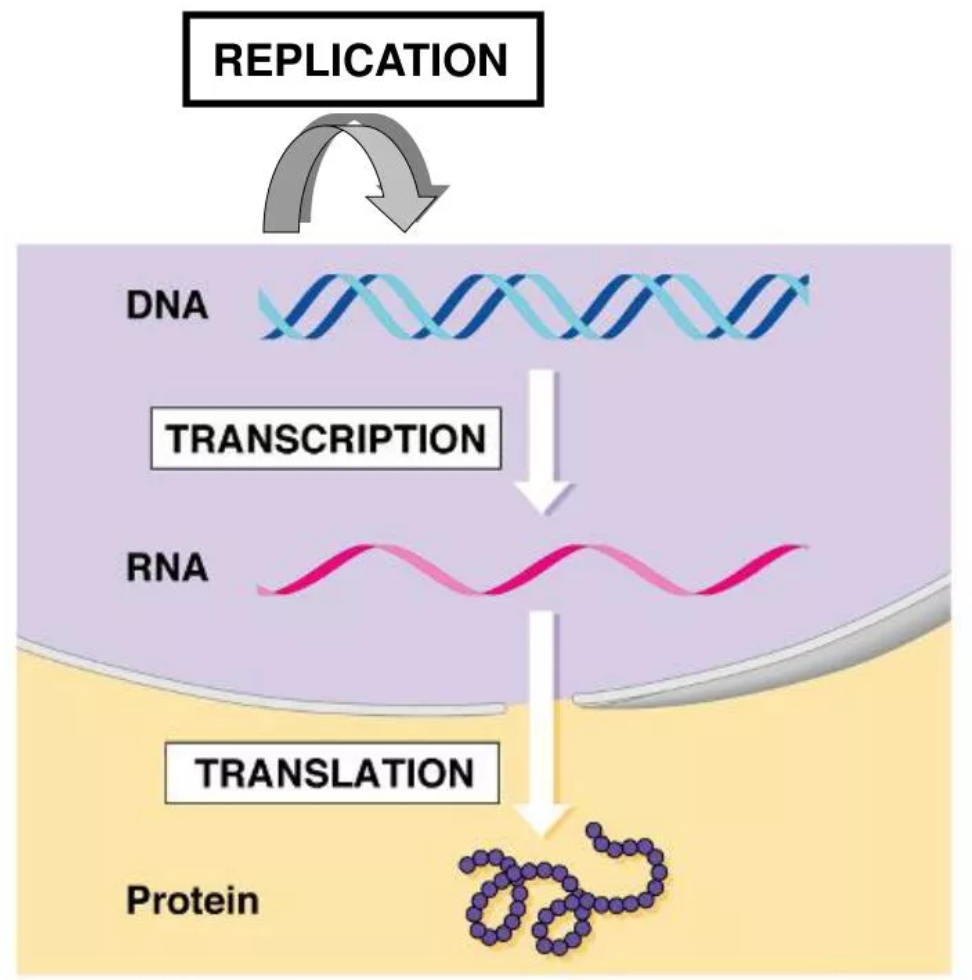 REPLICATION
DNA
TRANSCRIPTION
RNA
TRANSLATION
Protein